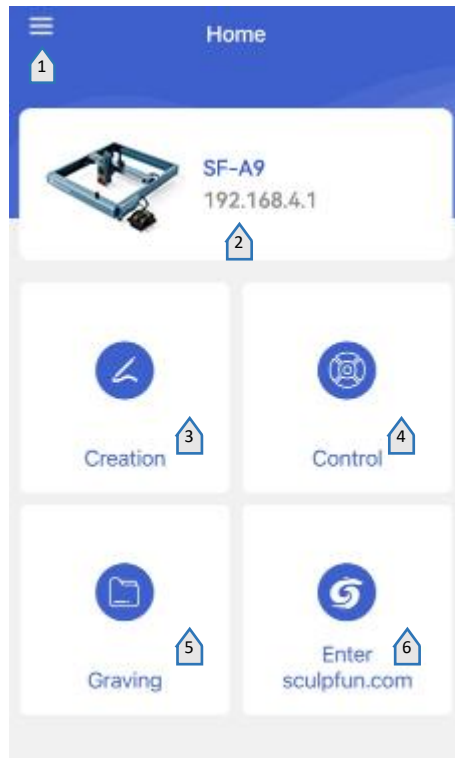 Home
1
SF-A9
192.168.4.1
2
3
4
Creation
Control
5
6
Graving
Enter
sculpfun.com